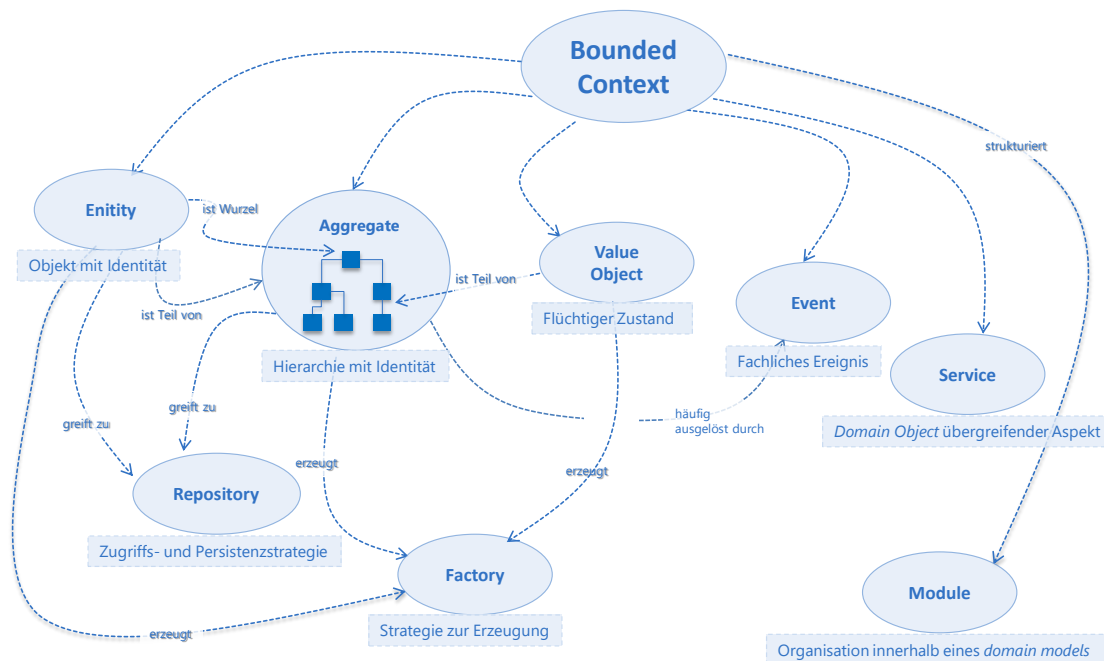 Bounded
Context
strukturiert
Enitity
ist Wurzel
Aggregate
Value
Object
Objekt mit Identität
ist Teil von
ist Teil von
Flüchtiger Zustand
Event
Hierarchie mit Identität
Fachliches Ereignis
Service
greift zu
greift zu
häufig
ausgelöst durch
Domain Object übergreifender Aspekt
erzeugt
erzeugt
Repository
Zugriffs- und Persistenzstrategie
Factory
Module
erzeugt
Strategie zur Erzeugung
Organisation innerhalb eines domain models